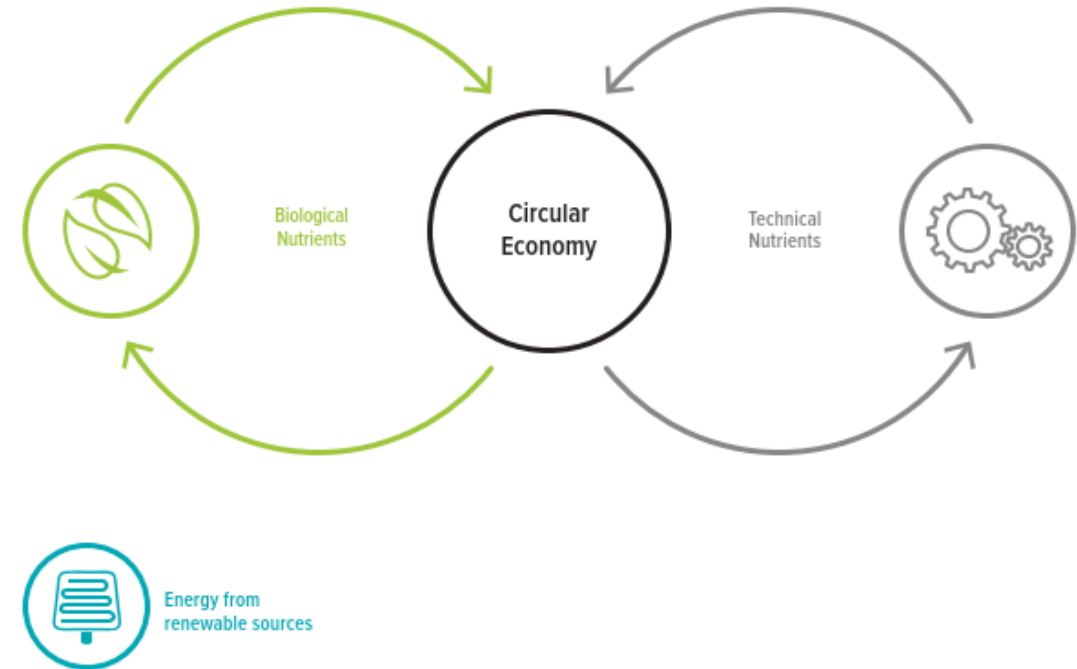 Biological
Nutrients
Circular
Economy
Technical
Nutrients
Energy from
renewable sources